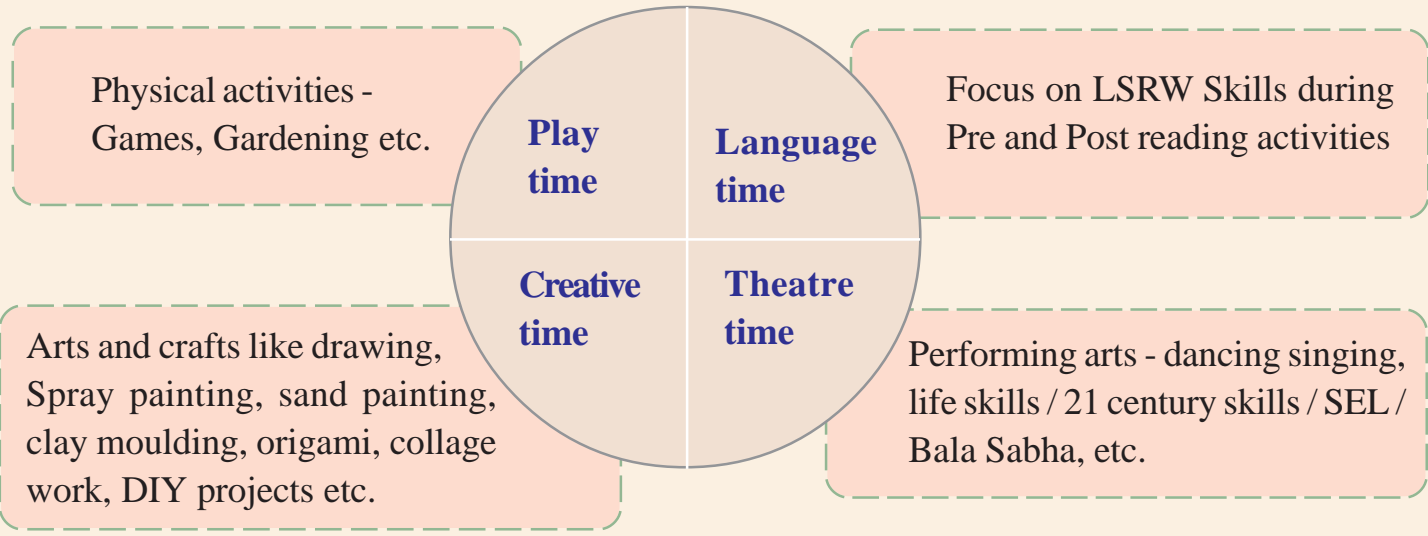 Physical activities -
Games, Gardening etc.
Play
time
Language
time
Focus on LSRW Skills during
Pre and Post reading activities
Creative
time
Arts and crafts like drawing,
Spray painting, sand painting,
clay moulding, origami, collage
work, DIY projects etc.
Theatre
time
Performing arts - dancing singing,
life skills / 21 century skills / SEL /
Bala Sabha, etc.